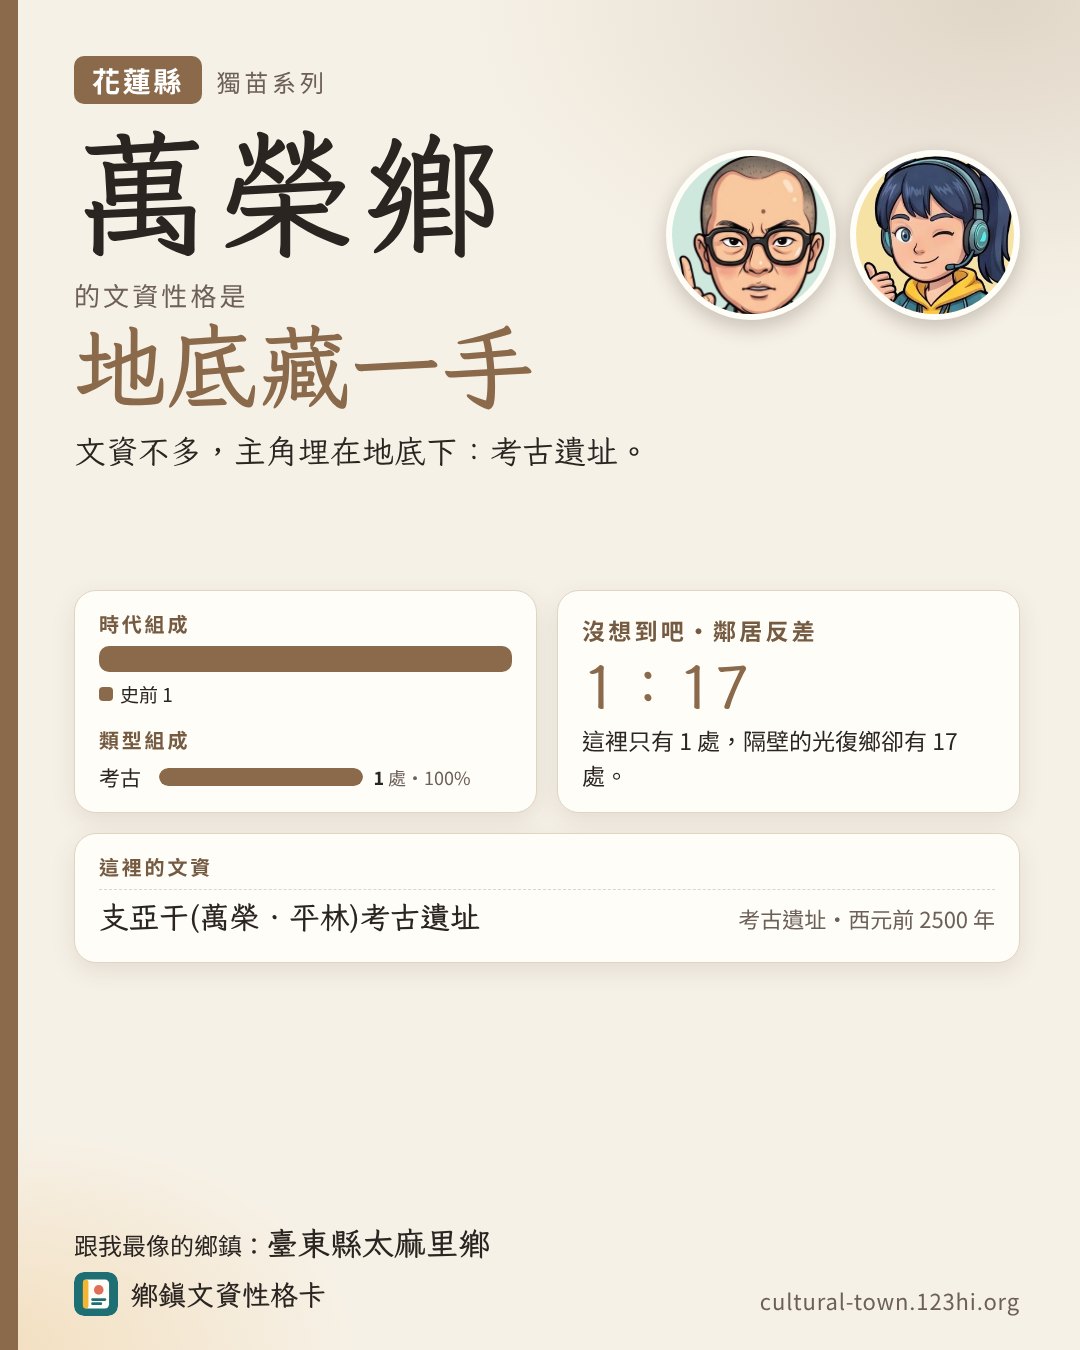 花蓮縣 獨苗系列
萬榮鄉
的文資性格是
地底藏一手
文資不多，主角埋在地底下：考古遺址。
時代組成
史前 1
類型組成
考古 1 處・100%
沒想到吧・鄰居反差
1：17
這裡只有 1 處，隔壁的光復鄉卻有 17
處。
這裡的文資
支亞干(萬榮．平林)考古遺址 考古遺址・西元前 2500 年
跟我最像的鄉鎮：臺東縣太麻里鄉
鄉鎮文資性格卡
cultural-town.123hi.org